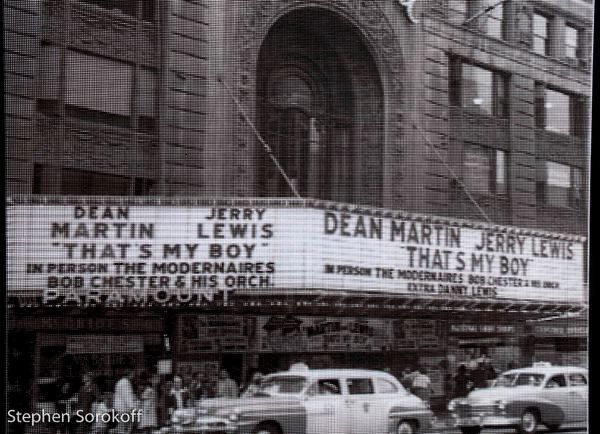 DEAN JERRY
MARTIN LEWIS
"THAT'S MY BOY"
IN PERSON THE MODERNAIRES
BOB CHESTER & HIS ORCH.
PARAMOUNT
DEAN MARTIN JERRY LEWIS
THAT'S MY BOY
IN PERSON THE MODERNAIRES BOB CHESTER & HIS ORCH.
EXTRA DANNY LEWIS
Stephen Sorokoff